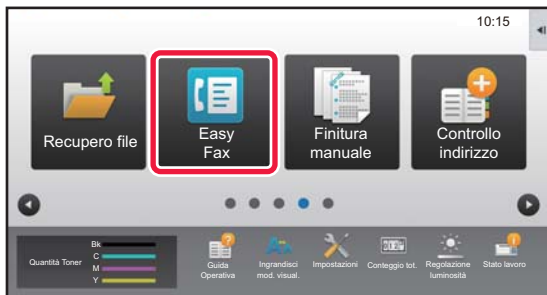 10:15
Recupero file
Easy
Fax
Finitura
manuale
Controllo
indirizzo
Quantità Toner
Bk
C
M
Y
Guida
Operativa
Ingrandisci
mod. visual.
Impostazioni
Conteggio tot.
Regolazione
luminosità
Stato lavoro